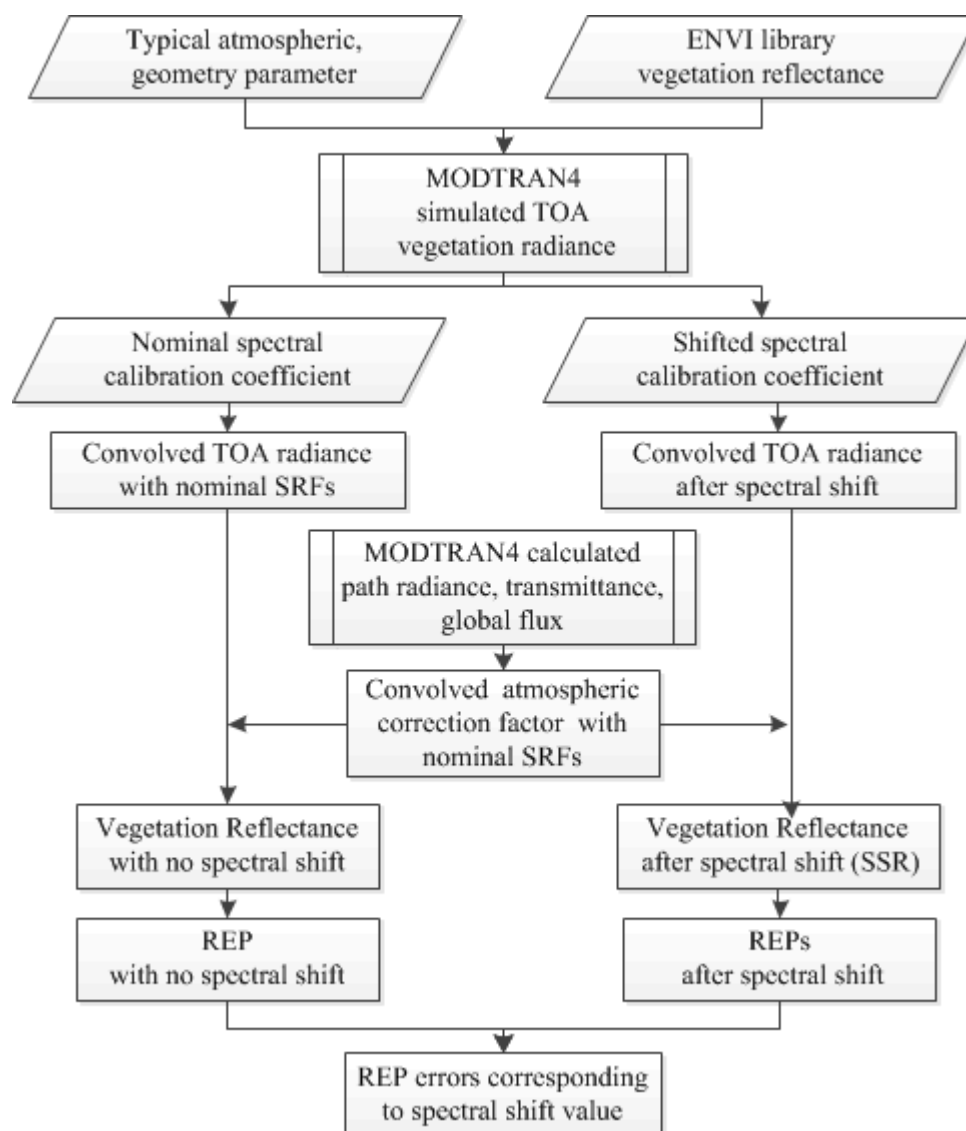 Typical atmospheric,
geometry parameter
ENVI library
vegetation reflectance
MODTRAN4
simulated TOA
vegetation radiance
Nominal spectral
calibration coefficient
Shifted spectral
calibration coefficient
Convolved TOA radiance
with nominal SRFs
Convolved TOA radiance
after spectral shift
MODTRAN4 calculated
path radiance, transmittance,
global flux
Convolved atmospheric
correction factor with
nominal SRFs
Vegetation Reflectance
with no spectral shift
Vegetation Reflectance
after spectral shift (SSR)
REP
with no spectral shift
REPs
after spectral shift
REP errors corresponding
to spectral shift value